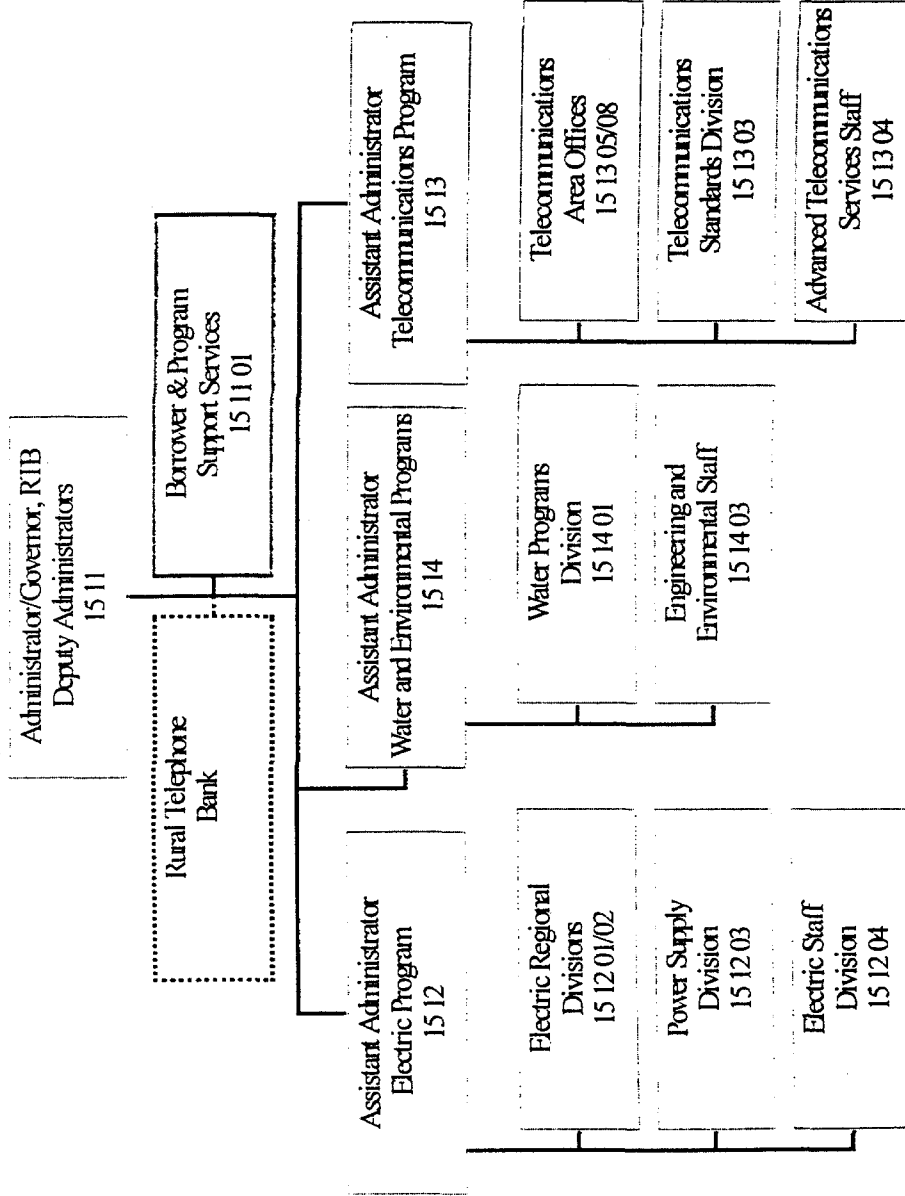 Administrator/Governor, RTB
Deputy Administrators
15 11
Rural Telephone
Bank
Borrower & Program
Support Services
15 11 01
Assistant Administrator
Electric Program
15 12
Assistant Administrator
Water and Environmental Programs
15 14
Assistant Administrator
Telecommunications Program
15 13
Electric Regional
Divisions
15 12 01/02
Power Supply
Division
15 12 03
Electric Staff
Division
15 12 04
Water Programs
Division
15 14 01
Engineering and
Environmental Staff
15 14 03
Telecommunications
Area Offices
15 13 05/08
Telecommunications
Standards Division
15 13 03
Advanced Telecommunications
Services Staff
15 13 04